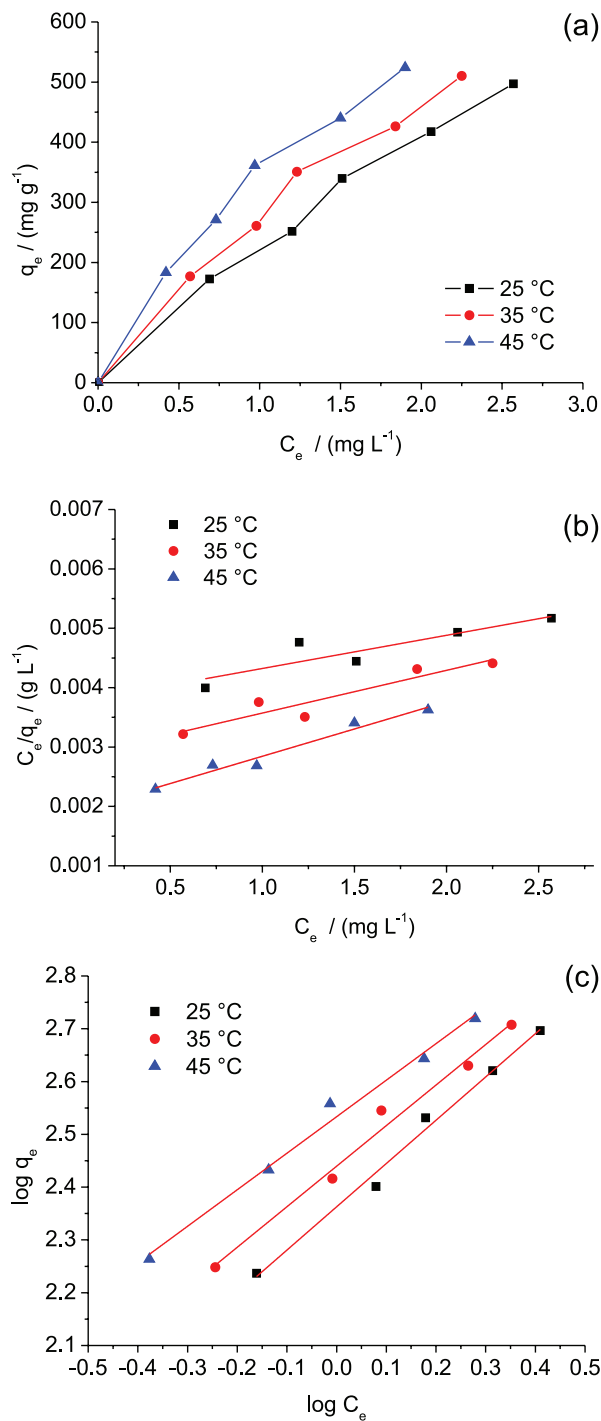 (a)
600
500
400
300
200
100
0
q_e / (mg g⁻¹)
25 °C
35 °C
45 °C
0.0 0.5 1.0 1.5 2.0 2.5 3.0
C_e / (mg L⁻¹)
(b)
0.007
0.006
0.005
0.004
0.003
0.002
0.001
C_e/q_e / (g L⁻¹)
25 °C
35 °C
45 °C
0.5 1.0 1.5 2.0 2.5
C_e / (mg L⁻¹)
(c)
2.8
2.7
2.6
2.5
2.4
2.3
2.2
2.1
log q_e
25 °C
35 °C
45 °C
-0.5 -0.4 -0.3 -0.2 -0.1 0.0 0.1 0.2 0.3 0.4 0.5
log C_e